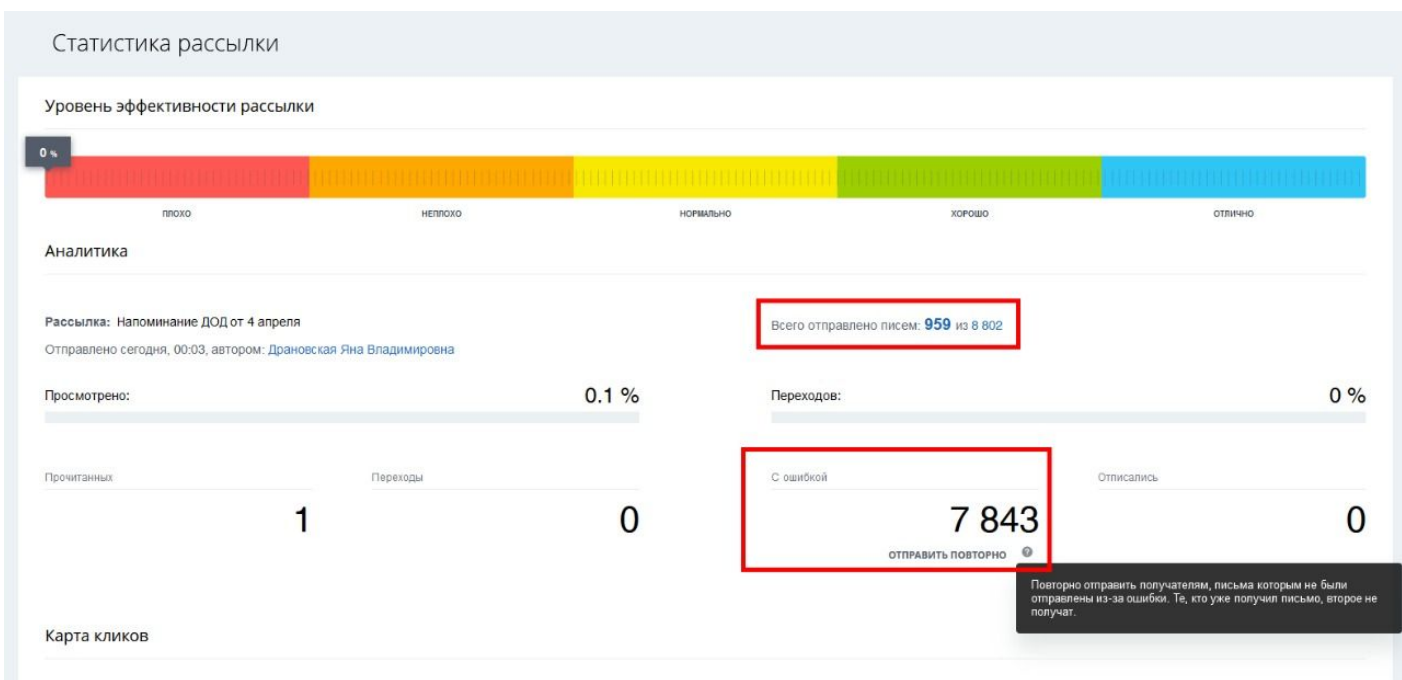 Статистика рассылки
Уровень эффективности рассылки
0 %
ПЛОХО
НЕПЛОХО
НОРМАЛЬНО
ХОРОШО
ОТЛИЧНО
Аналитика
Рассылка: Напоминание ДОД от 4 апреля
Всего отправлено писем: 959 из 8 802
Отправлено сегодня, 00:03, автором: Драновская Яна Владимировна
Просмотрено:
0.1 %
Переходов:
0 %
Прочитанных
Переходы
С ошибкой
Отписались
1
0
7 843
0
ОТПРАВИТЬ ПОВТОРНО ?
Повторно отправить получателям, письма которым не были
отправлены из-за ошибки. Те, кто уже получил письмо, второе не
получат.
Карта кликов